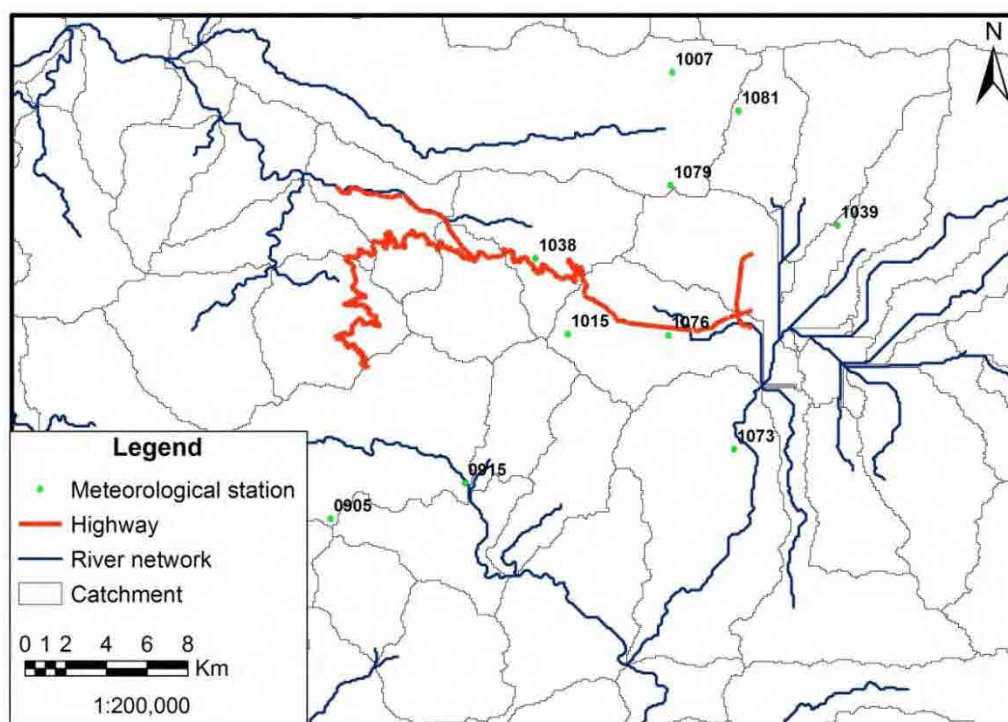 N
1007
1081
1079
1039
1038
1015
1076
1073
0915
0905
Legend
Meteorological station
Highway
River network
Catchment
0 1 2 4 6 8
Km
1:200,000